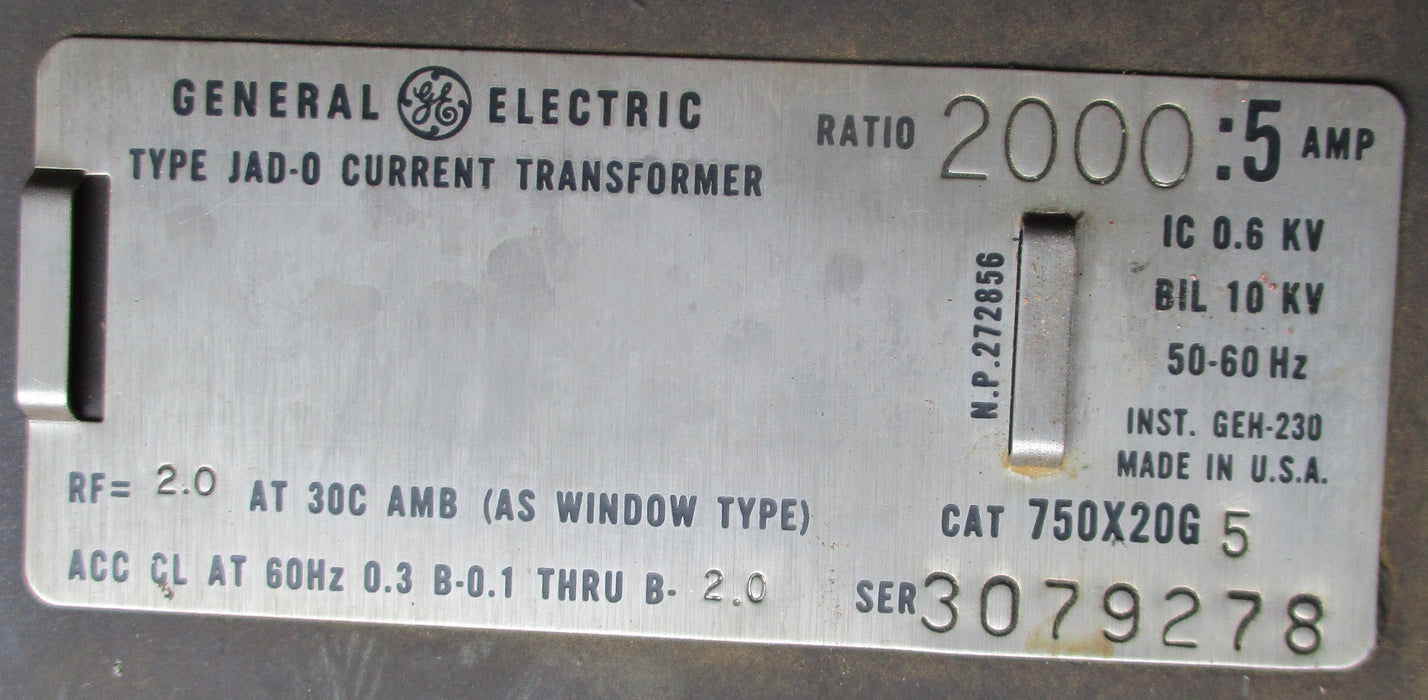 GENERAL GE ELECTRIC
TYPE JAD-0 CURRENT TRANSFORMER
RATIO 2000:5 AMP
IC 0.6 KV
BIL 10 KV
50-60 Hz
N.P.272856
INST. GEH-230
MADE IN U.S.A.
RF= 2.0 AT 30C AMB (AS WINDOW TYPE)
CAT 750X20G 5
ACC CL AT 60Hz 0.3 B-0.1 THRU B- 2.0
SER 3079278